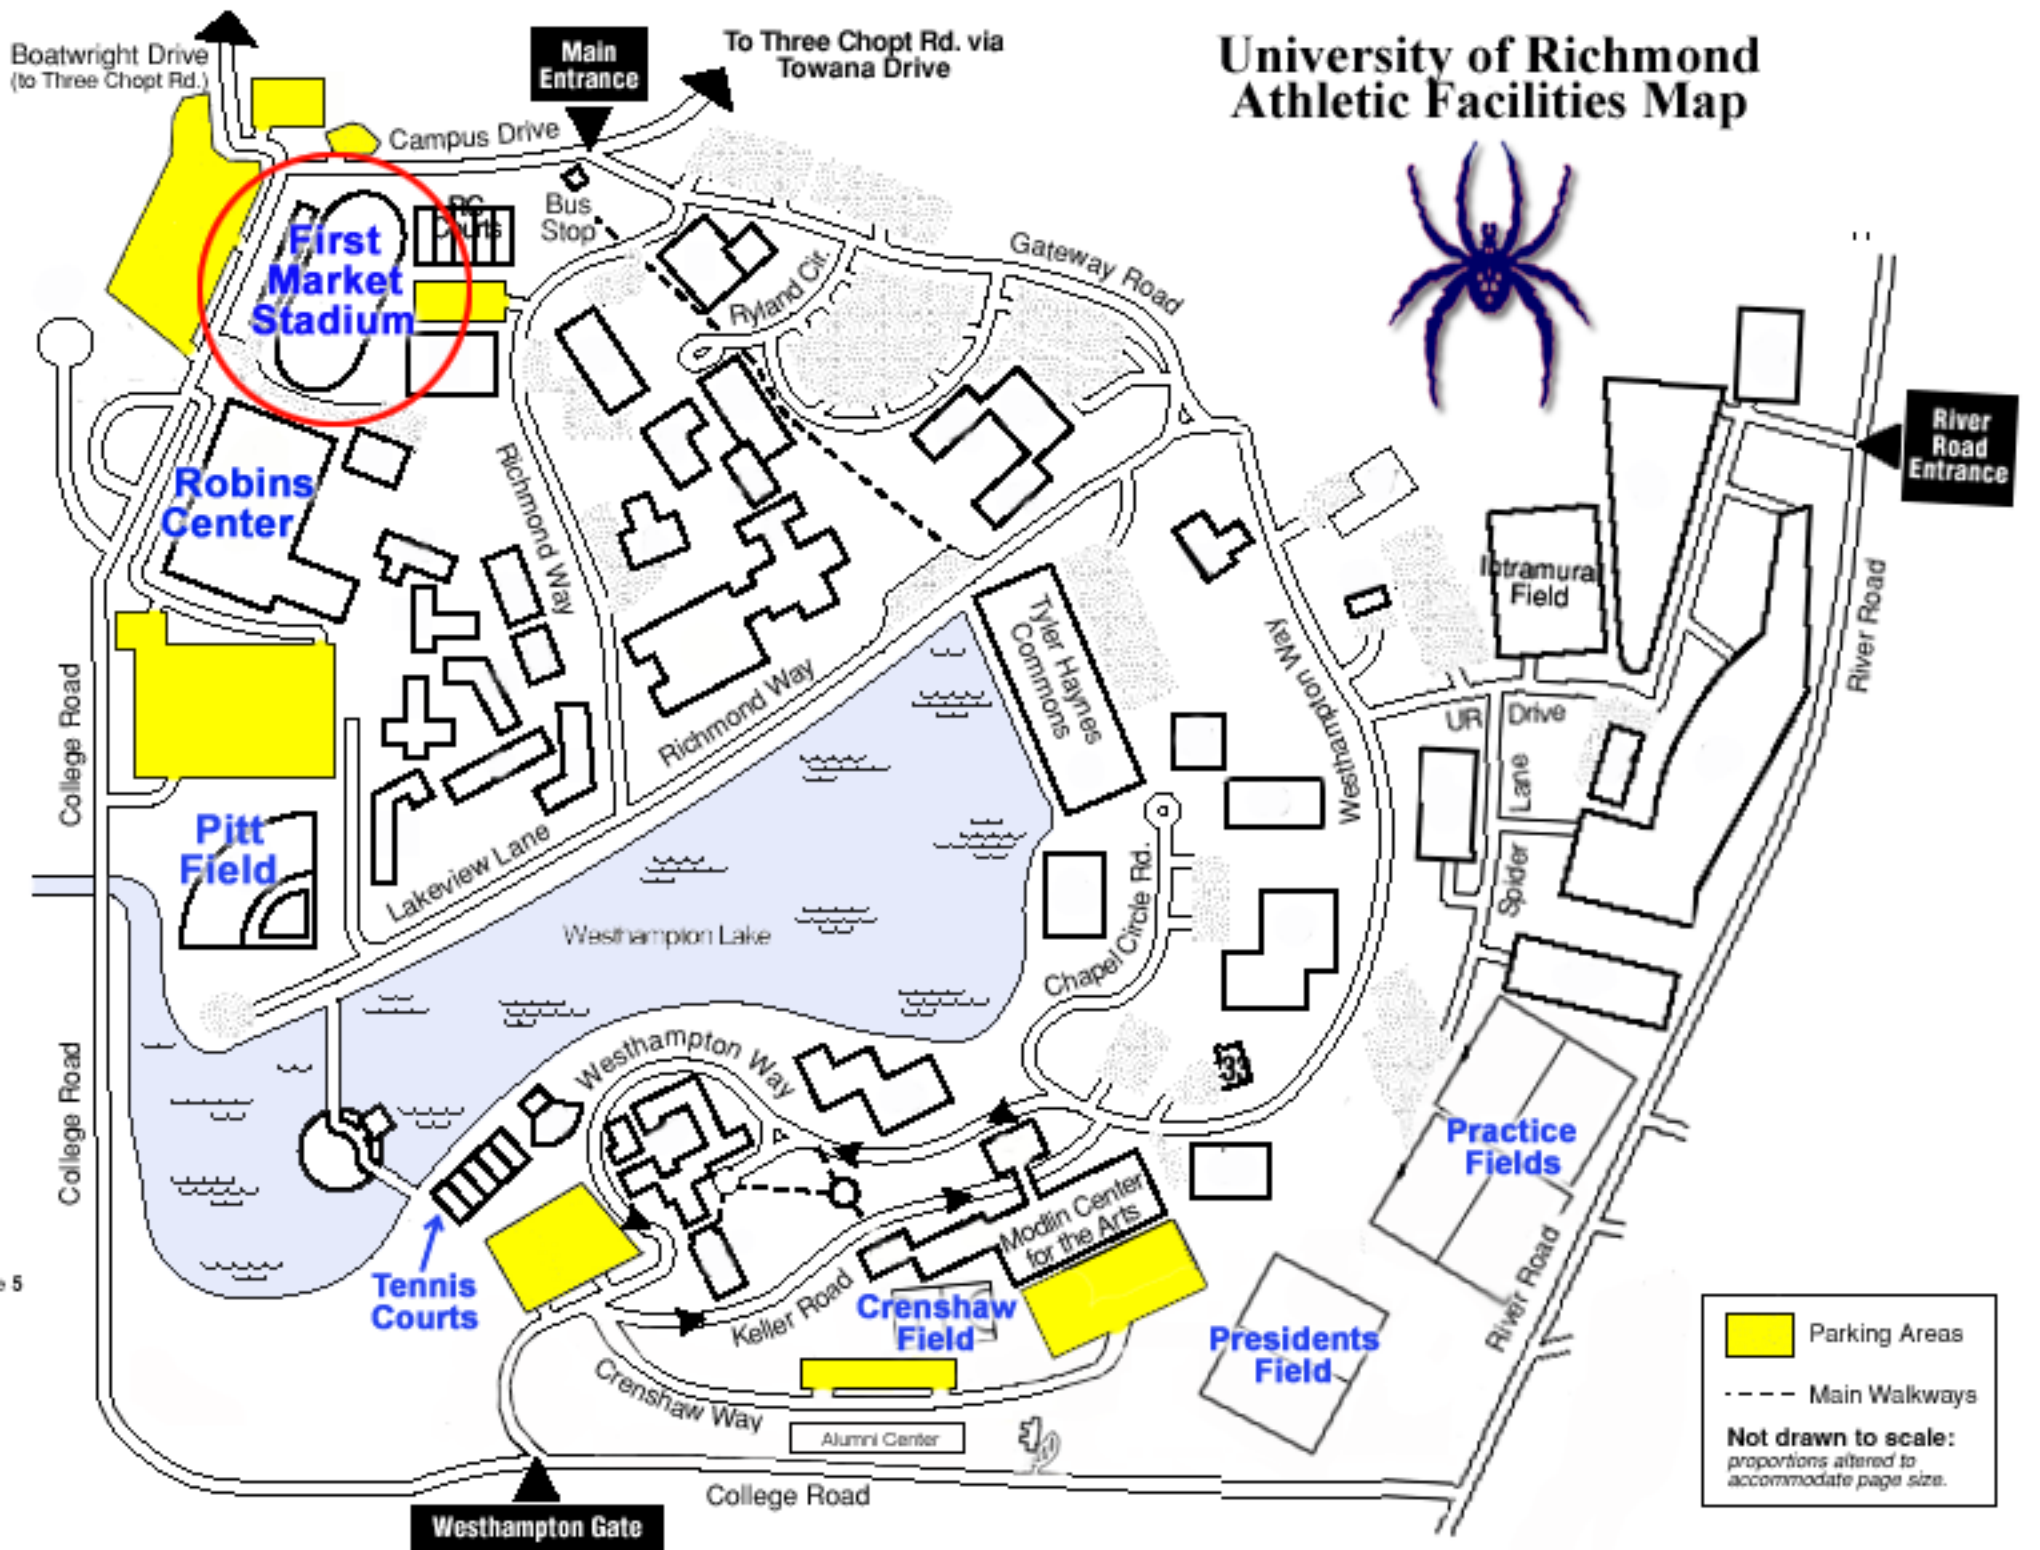 University of Richmond
Athletic Facilities Map
Boatwright Drive
(to Three Chopt Rd.)
Main
Entrance
To Three Chopt Rd. via
Towana Drive
Campus Drive
Bus
Stop
RC
Courts
First
Market
Stadium
Ryland Cir.
Gateway Road
River
Road
Entrance
Robins
Center
Richmond Way
Intramural
Field
Tyler Haynes
Commons
Westhampton Way
River Road
College Road
Richmond Way
UR Drive
Westhampton Way
Spider Lane
Pitt
Field
Lakeview Lane
Westhampton Lake
Chapel Circle Rd.
College Road
Westhampton Way
33
Practice
Fields
Modlin Center
for the Arts
Tennis
Courts
Keller Road
Crenshaw
Field
Presidents
Field
River Road
Crenshaw Way
Alumni Center
College Road
Westhampton Gate
Parking Areas
Main Walkways
Not drawn to scale:
proportions altered to
accommodate page size.